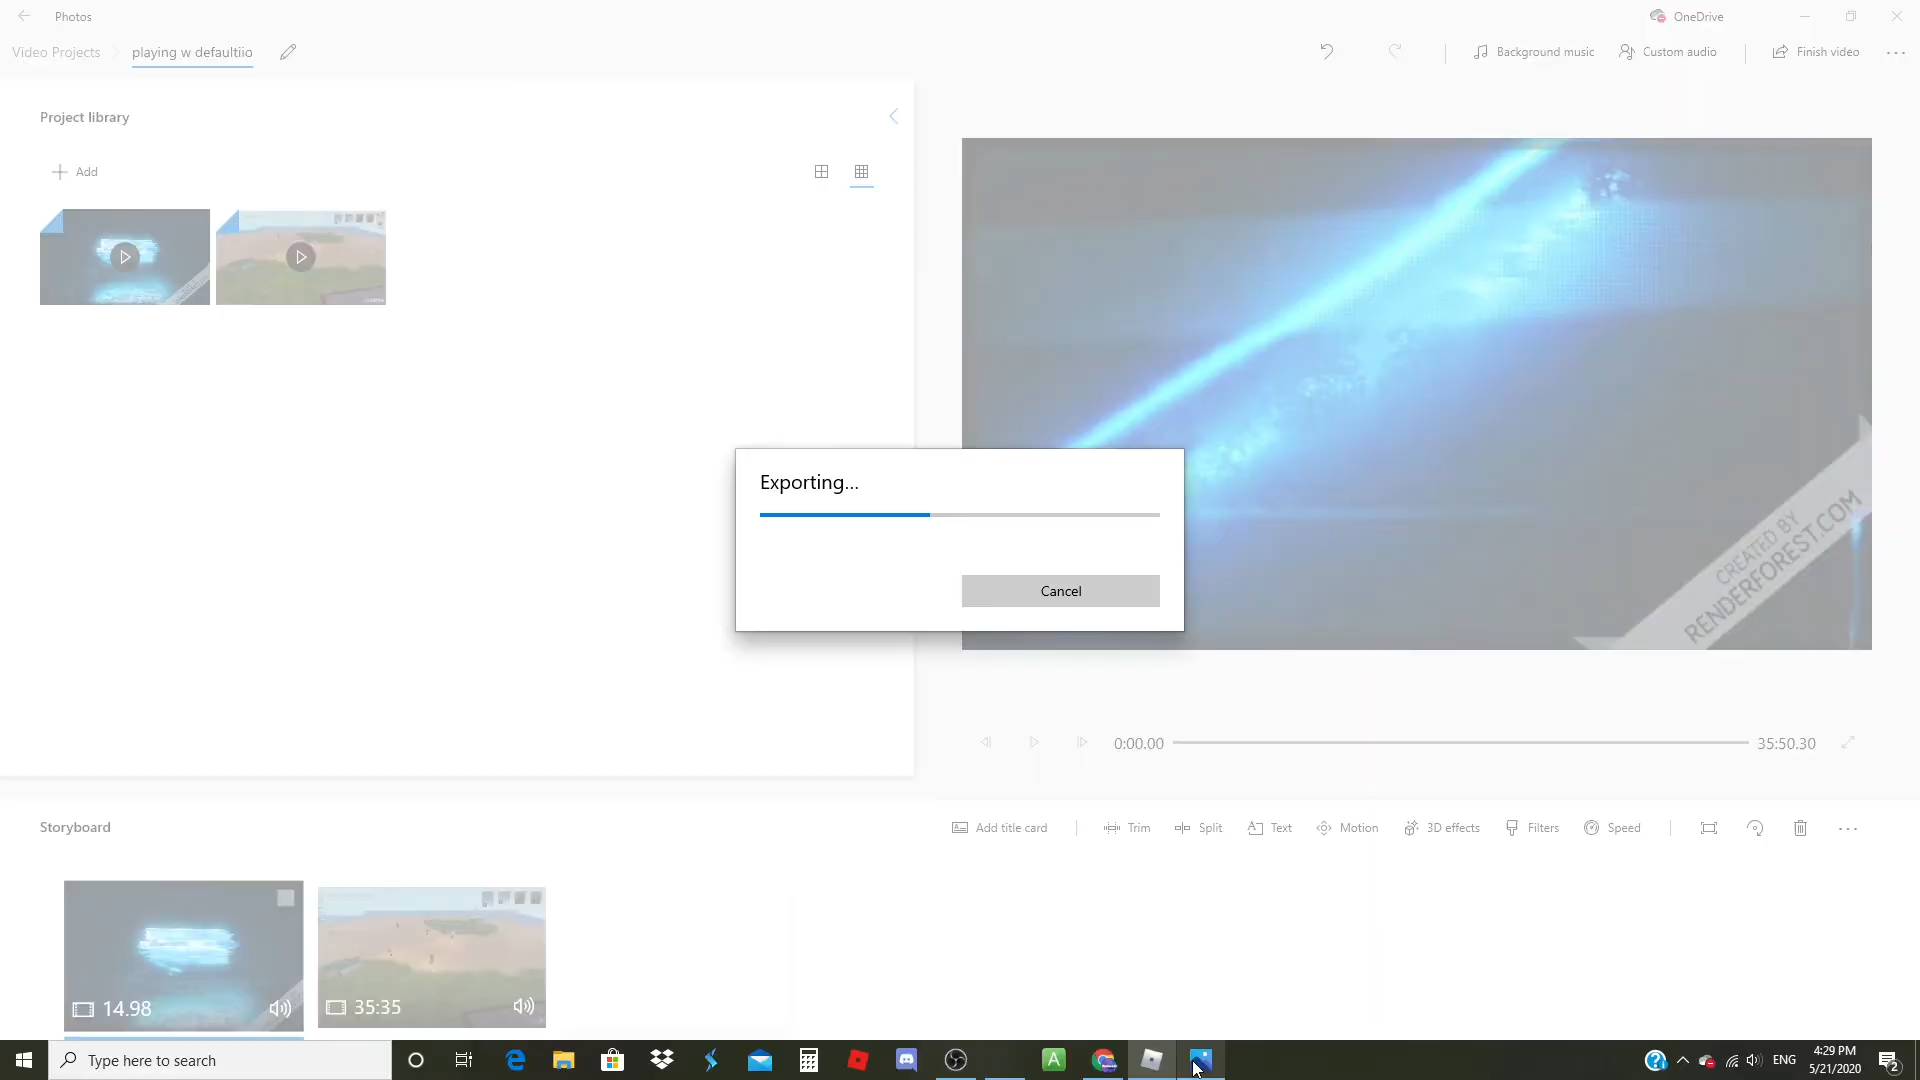 Photos
OneDrive
Video Projects
playing w defaultiio
Background music
Custom audio
Finish video
Project library
Add
Exporting...
Cancel
CREATED BY
RENDERFOREST.COM
0:00.00
35:50.30
Storyboard
Add title card
Trim
Split
Text
Motion
3D effects
Filters
Speed
14.98
35:35
Type here to search
ENG
4:29 PM
5/21/2020
2